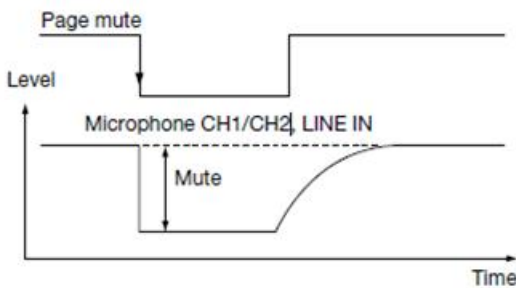 Page mute
Level
Microphone CH1/CH2, LINE IN
Mute
Time